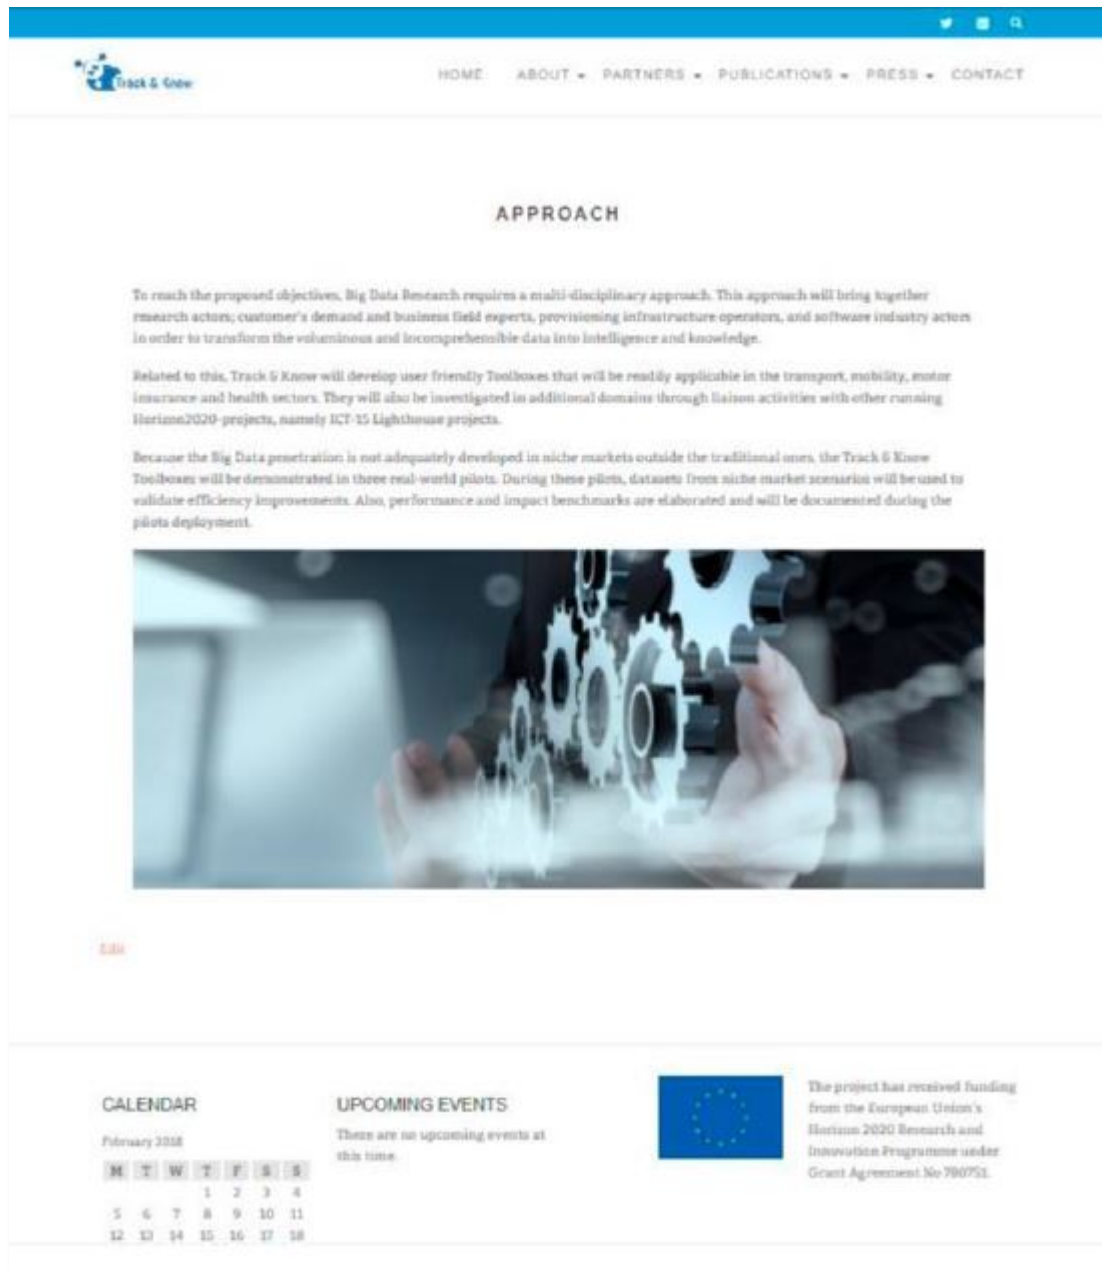 Track & Know
HOME ABOUT PARTNERS PUBLICATIONS PRESS CONTACT
APPROACH
To reach the proposed objectives, Big Data Research requires a multi-disciplinary approach. This approach will bring together
research actors; customer's demand and business field experts, provisioning infrastructure operators, and software industry actors
in order to transform the voluminous and incomprehensible data into intelligence and knowledge.
Related to this, Track & Know will develop user friendly Toolboxes that will be readily applicable in the transport, mobility, motor
insurance and health sectors. They will also be investigated in additional domains through liaison activities with other running
Horizon2020-projects, namely ICT-15 Lighthouse projects.
Because the Big Data penetration is not adequately developed in niche markets outside the traditional ones, the Track & Know
Toolboxes will be demonstrated in three real-world pilots. During these pilots, datasets from niche market scenarios will be used to
validate efficiency improvements. Also, performance and impact benchmarks are elaborated and will be documented during the
pilots deployment.
Edit
CALENDAR
February 2018
M T W T F S S
1 2 3 4
5 6 7 8 9 10 11
12 13 14 15 16 17 18
UPCOMING EVENTS
There are no upcoming events at
this time.
The project has received funding
from the European Union's
Horizon 2020 Research and
Innovation Programme under
Grant Agreement No 780751.